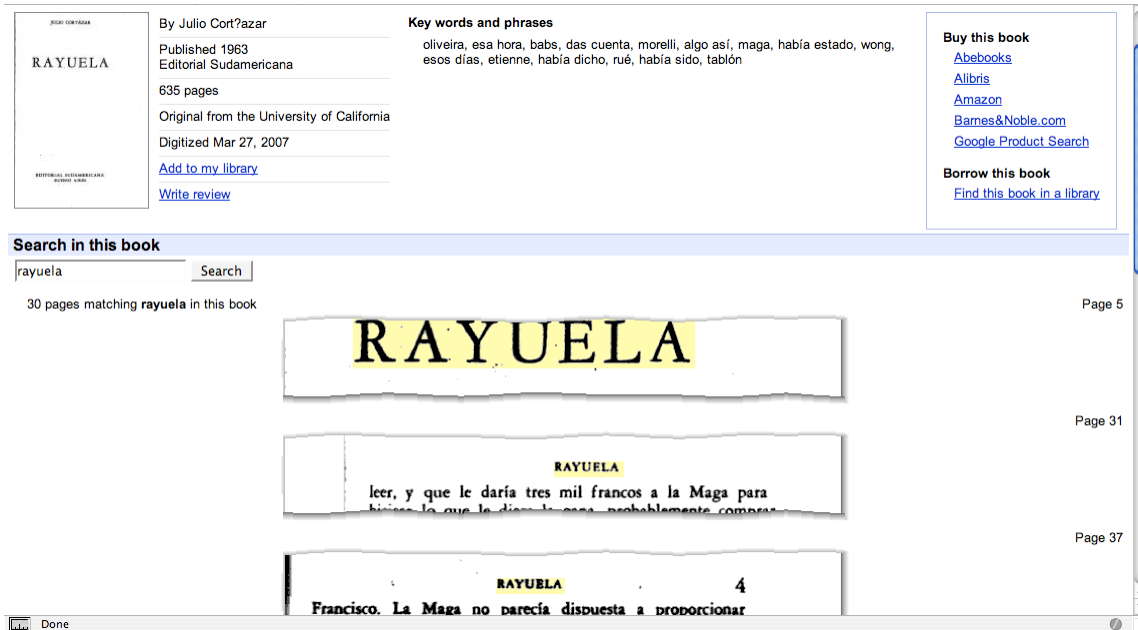 JULIO CORTÁZAR
RAYUELA
EDITORIAL SUDAMERICANA
BUENOS AIRES
By Julio Cort?azar
Published 1963
Editorial Sudamericana
635 pages
Original from the University of California
Digitized Mar 27, 2007
Add to my library
Write review
Key words and phrases
oliveira, esa hora, babs, das cuenta, morelli, algo así, maga, había estado, wong,
esos días, etienne, había dicho, rué, había sido, tablón
Buy this book
Abebooks
Alibris
Amazon
Barnes&Noble.com
Google Product Search
Borrow this book
Find this book in a library
Search in this book
rayuela
Search
30 pages matching rayuela in this book
Page 5
RAYUELA
Page 31
RAYUELA
leer, y que le daría tres mil francos a la Maga para
lo que le la probablemente
Page 37
RAYUELA 4
Francisco. La Maga no parecía dispuesta a proporcionar
Done